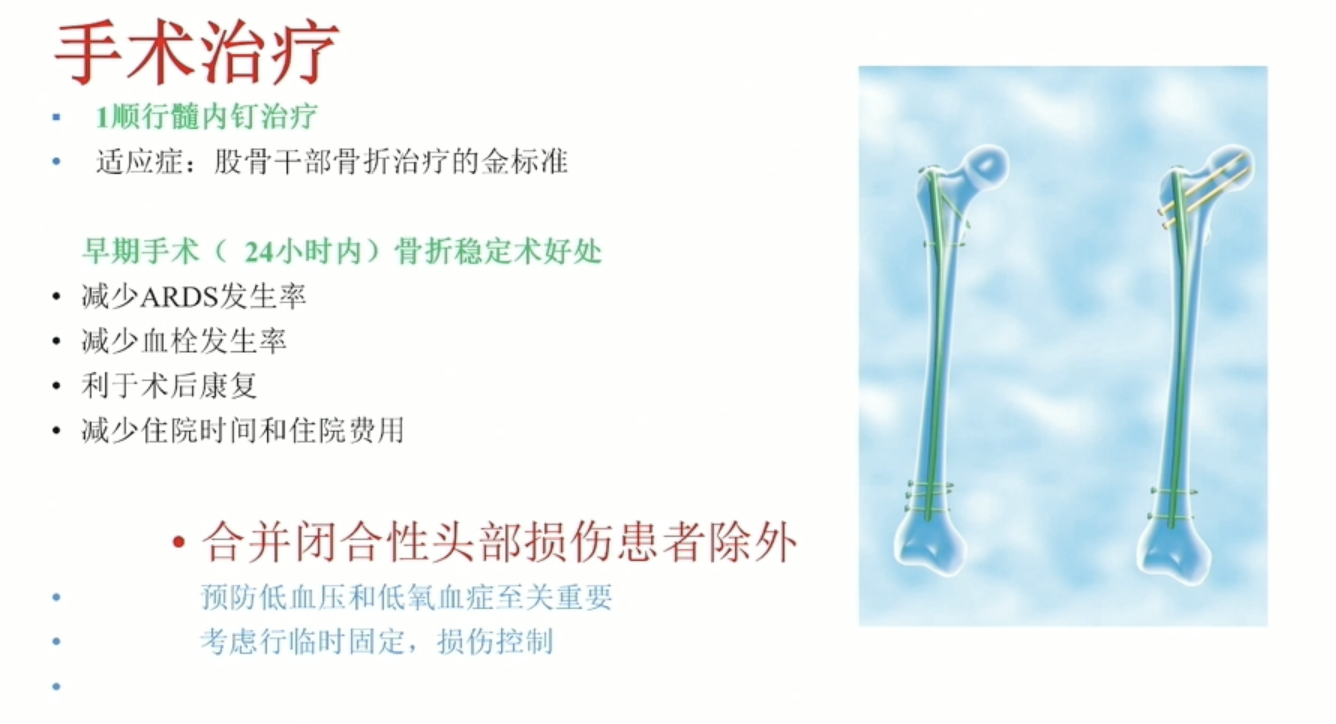 手术治疗
1顺行髓内钉治疗
适应症：股骨干部骨折治疗的金标准
早期手术（ 24小时内）骨折稳定术好处
减少ARDS发生率
减少血栓发生率
利于术后康复
减少住院时间和住院费用
合并闭合性头部损伤患者除外
预防低血压和低氧血症至关重要
考虑行临时固定，损伤控制